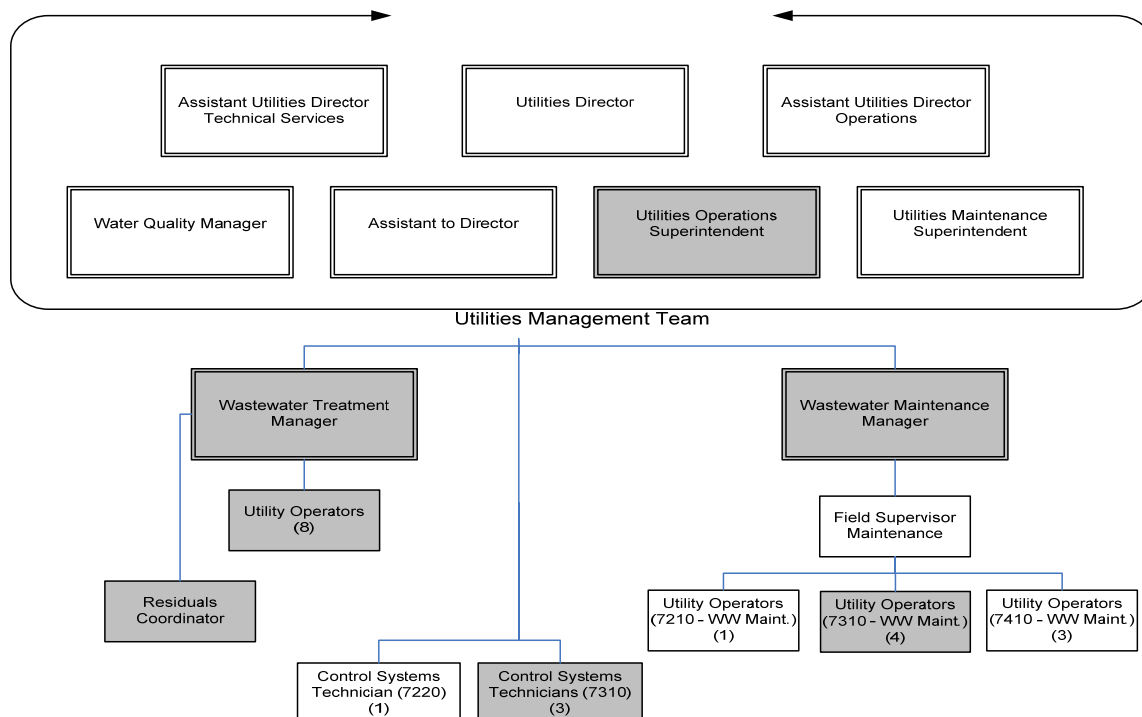 Assistant Utilities Director
Technical Services
Utilities Director
Assistant Utilities Director
Operations
Water Quality Manager
Assistant to Director
Utilities Operations
Superintendent
Utilities Maintenance
Superintendent
Utilities Management Team
Wastewater Treatment
Manager
Wastewater Maintenance
Manager
Utility Operators
(8)
Field Supervisor
Maintenance
Residuals
Coordinator
Utility Operators
(7210 - WW Maint.)
(1)
Utility Operators
(7310 - WW Maint.)
(4)
Utility Operators
(7410 - WW Maint.)
(3)
Control Systems
Technician (7220)
(1)
Control Systems
Technicians (7310)
(3)